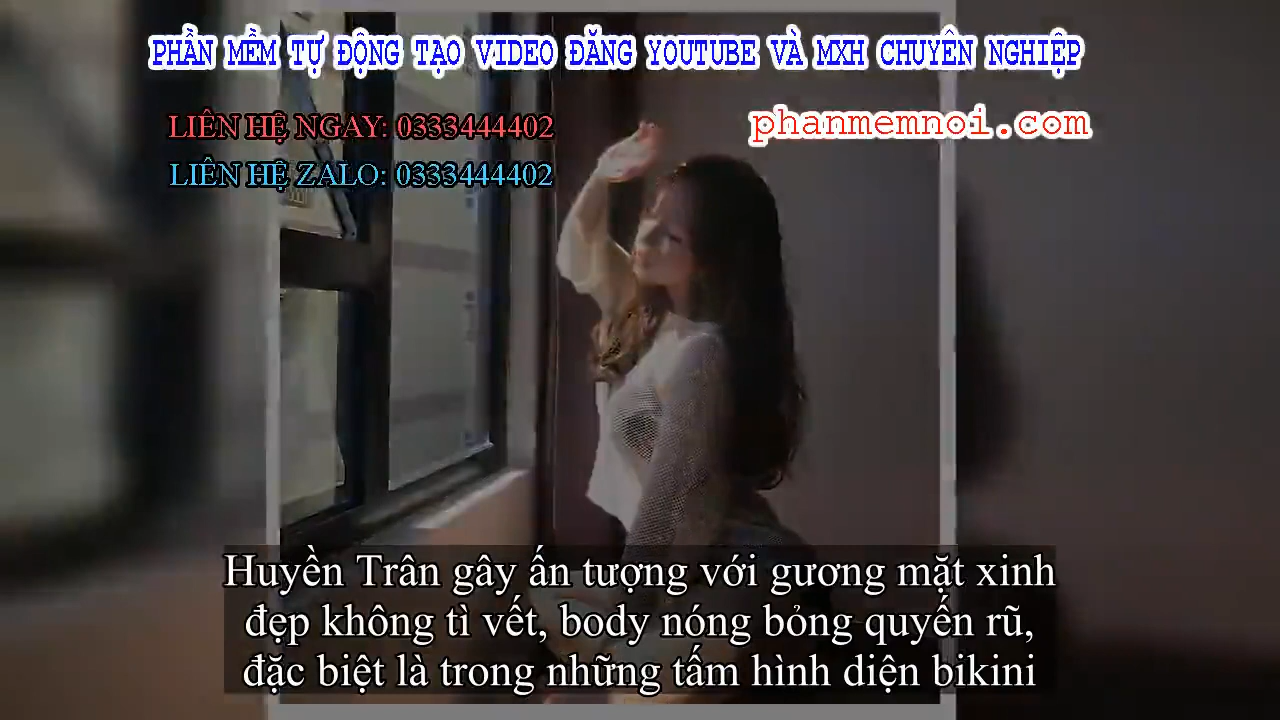 PHẦN MỀM TỰ ĐỘNG TẠO VIDEO ĐĂNG YOUTUBE VÀ MXH CHUYÊN NGHIỆP
LIÊN HỆ NGAY: 0333444402
phanmemnoi.com
LIÊN HỆ ZALO: 0333444402
Huyền Trân gây ấn tượng với gương mặt xinh
đẹp không tì vết, body nóng bỏng quyến rũ,
đặc biệt là trong những tấm hình diện bikini